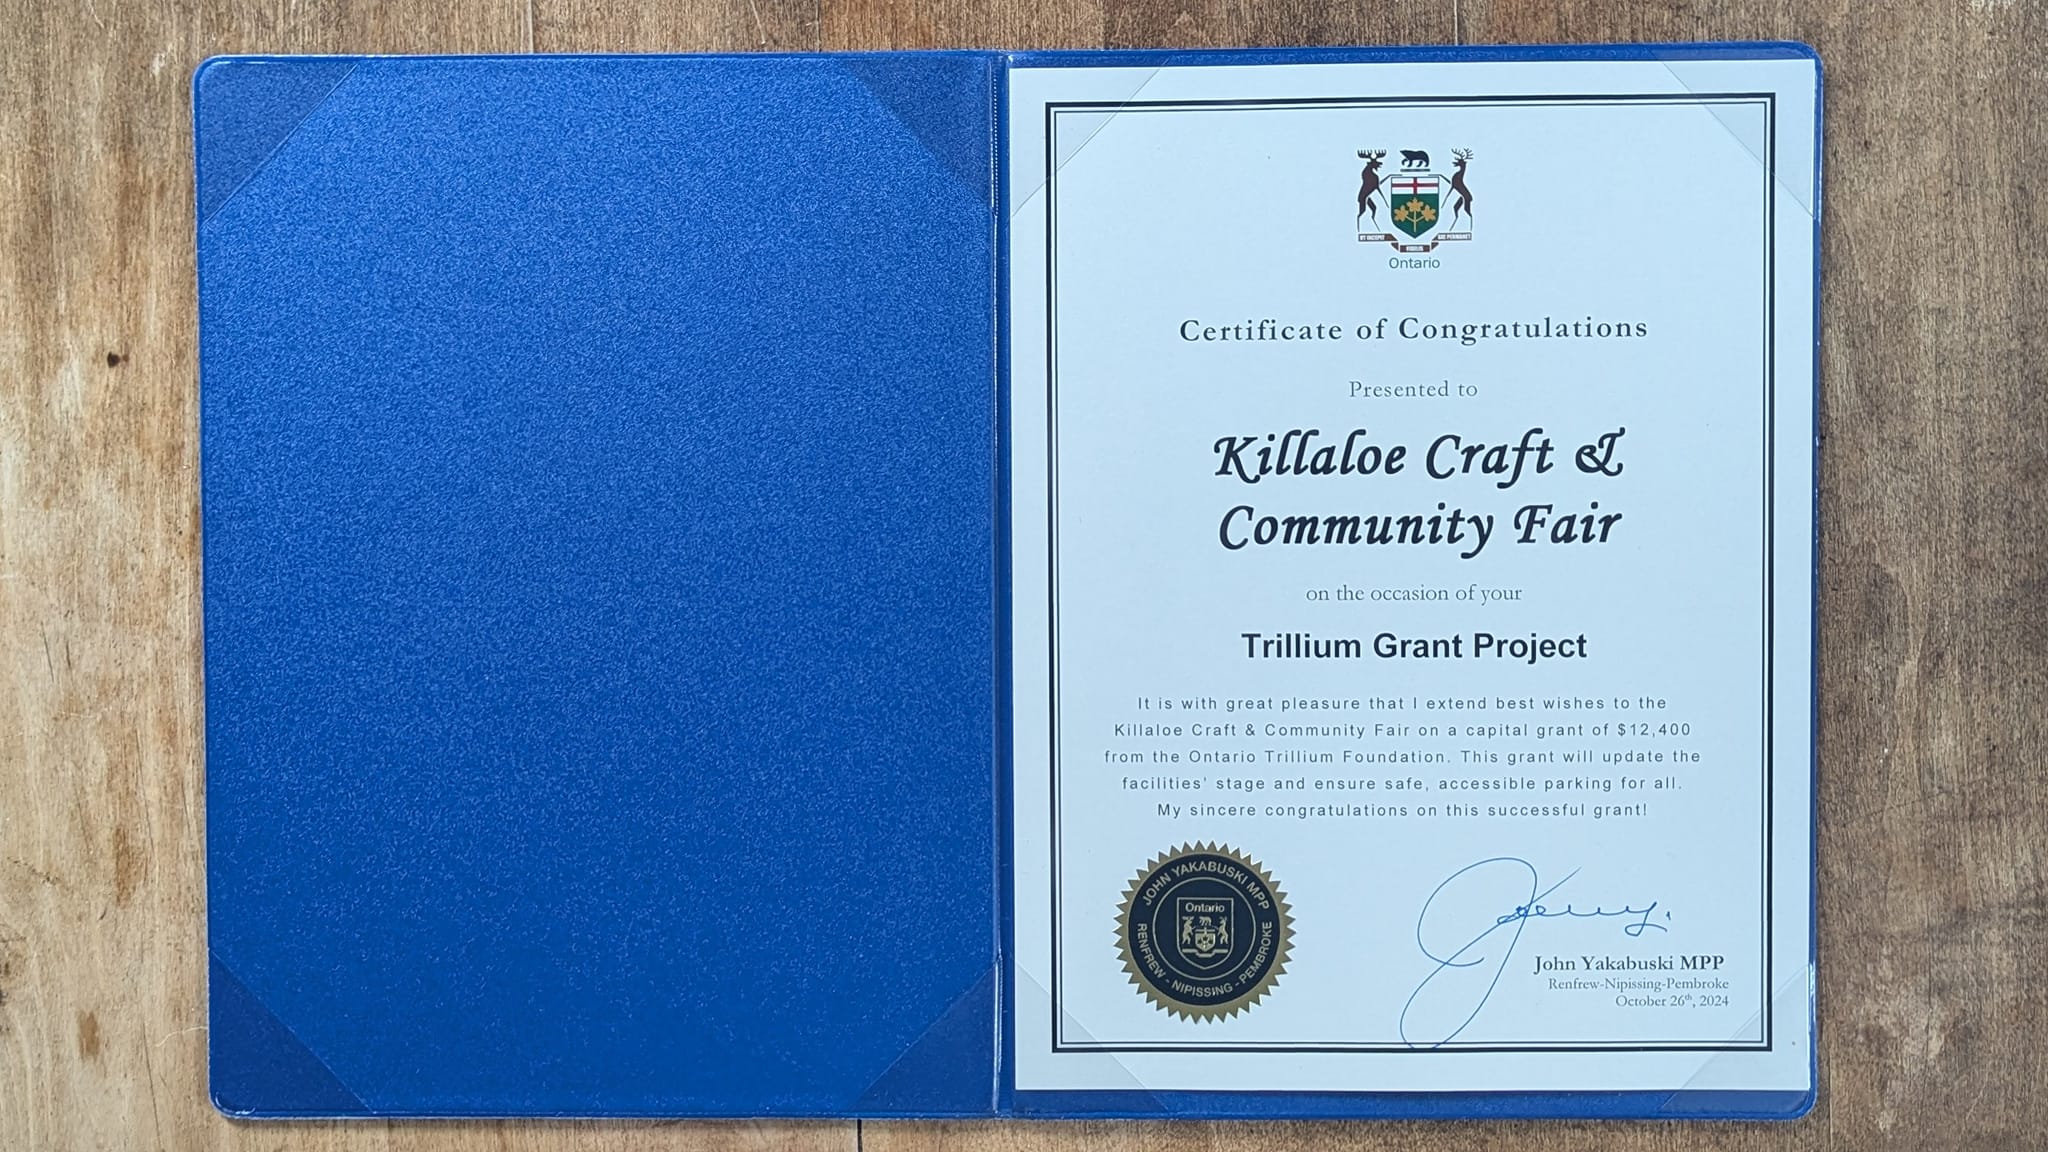 Ontario
Certificate of Congratulations
Presented to
Killaloe Craft &
Community Fair
on the occasion of your
Trillium Grant Project
It is with great pleasure that I extend best wishes to the
Killaloe Craft & Community Fair on a capital grant of $12,400
from the Ontario Trillium Foundation. This grant will update the
facilities' stage and ensure safe, accessible parking for all.
My sincere congratulations on this successful grant!
JOHN YAKABUSKI MPP
Ontario
RENFREW - NIPISSING - PEMBROKE
John Yakabuski MPP
Renfrew-Nipissing-Pembroke
October 26th, 2024